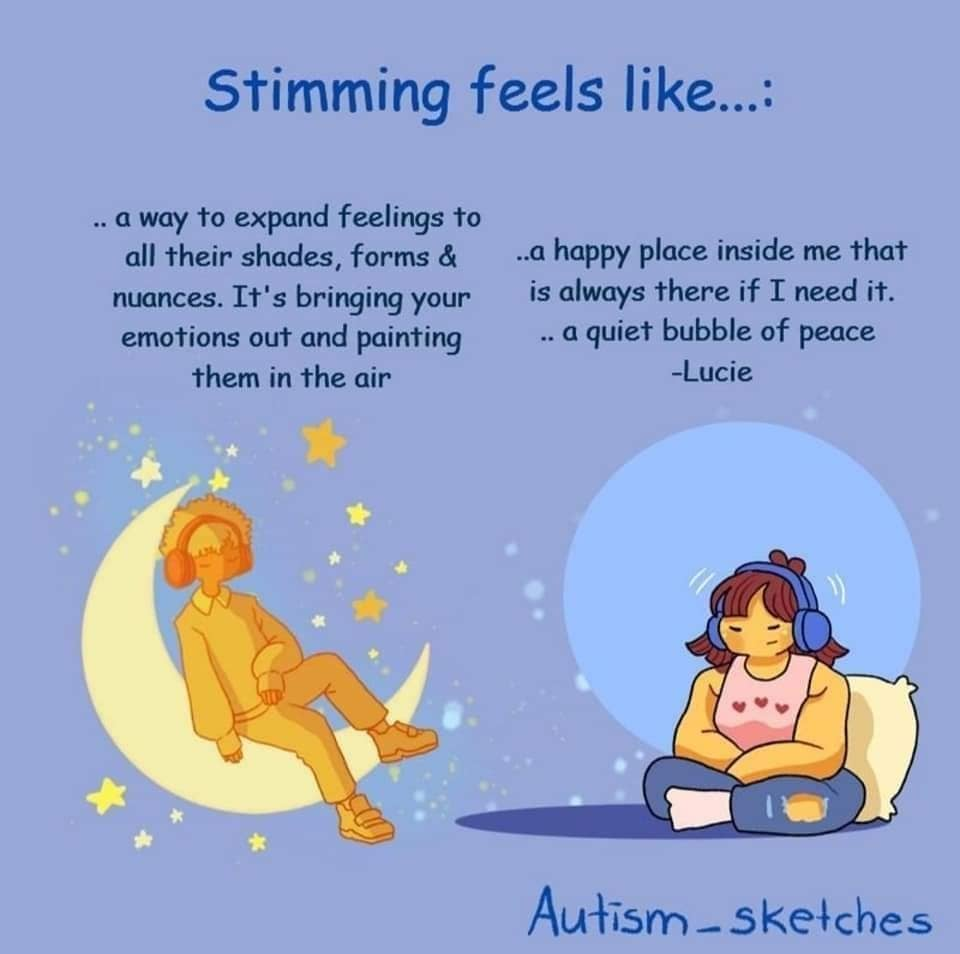 Stimming feels like...:
.. a way to expand feelings to
all their shades, forms &
nuances. It's bringing your
emotions out and painting
them in the air
..a happy place inside me that
is always there if I need it.
.. a quiet bubble of peace
-Lucie
Autism_sketches